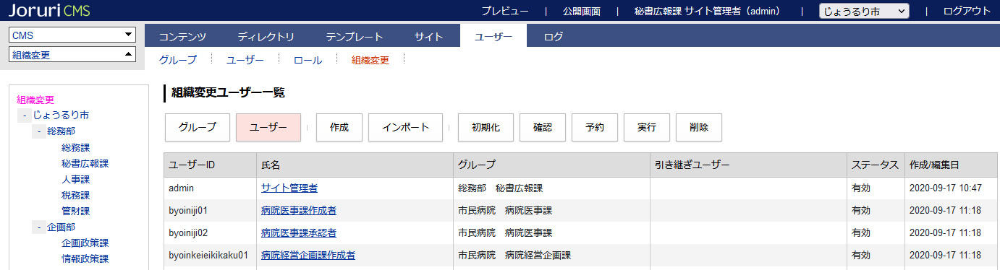 Joruri CMS プレビュー | 公開画面 | 秘書広報課 サイト管理者（admin） | じょうるり市 | ログアウト
CMS コンテンツ ディレクトリ テンプレート サイト ユーザー ログ
組織変更 グループ ユーザー ロール 組織変更
組織変更ユーザー一覧
組織変更
- じょうるり市
- 総務部
総務課
秘書広報課
人事課
税務課
管財課
- 企画部
企画政策課
情報政策課
グループ ユーザー | 作成 インポート | 初期化 確認 予約 実行 削除
ユーザーID 氏名 グループ 引き継ぎユーザー ステータス 作成/編集日
admin サイト管理者 総務部　秘書広報課 有効 2020-09-17 10:47
byoiniji01 病院医事課作成者 市民病院　病院医事課 有効 2020-09-17 11:18
byoiniji02 病院医事課承認者 市民病院　病院医事課 有効 2020-09-17 11:18
byoinkeieikikaku01 病院経営企画課作成者 市民病院　病院経営企画課 有効 2020-09-17 11:18